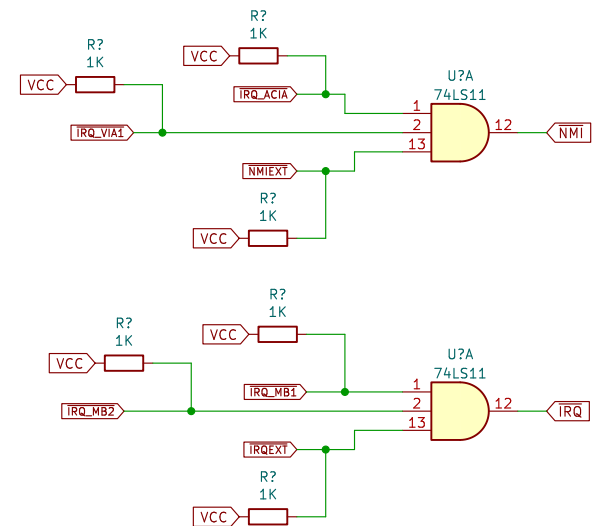 R?
1K
VCC
R?
1K
VCC
IRQ_ACIA
U?A
74LS11
1
IRQ_VIA1
2
12
NMI
13
NMIEXT
R?
1K
VCC
R?
1K
VCC
R?
1K
VCC
U?A
74LS11
IRQ_MB1
1
IRQ_MB2
2
12
IRQ
13
IRQEXT
R?
1K
VCC